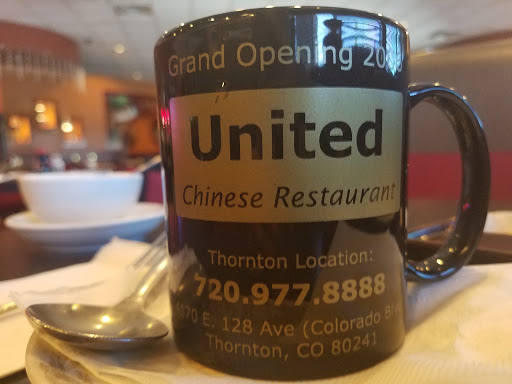 Grand Opening
United
Chinese Restaurant
Thornton Location:
720.977.8888
E. 128 Ave (Colorado
Thornton, CO 80241